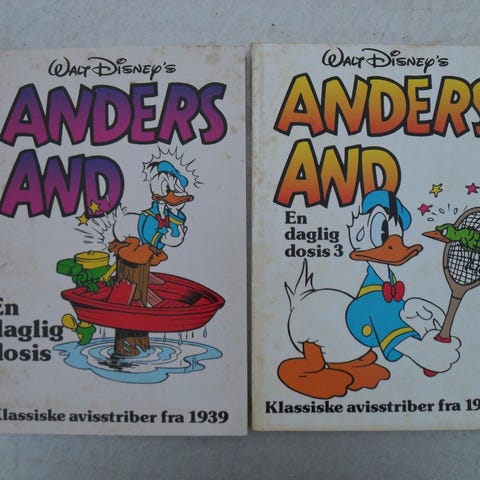 WALT DISNEY'S
ANDERS
AND
En
daglig
dosis
Klassiske avisstriber fra 1939
WALT DISNEY'S
ANDERS
AND
En
daglig
dosis 3
Klassiske avisstriber fra